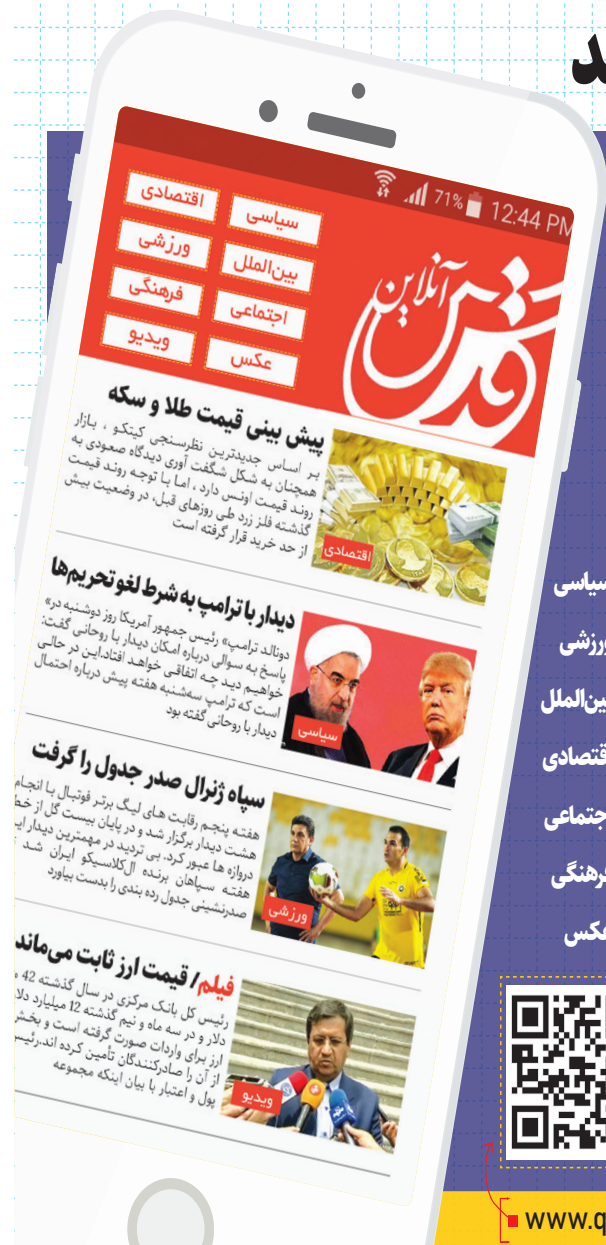 71% 12:44 PM
قدس آنلاین
سیاسی
اقتصادی
بین‌الملل
ورزشی
اجتماعی
فرهنگی
عکس
ویدیو
پیش بینی قیمت طلا و سکه
بر اساس جدیدترین نظرسنجی کیتکو ، بازار
همچنان به شکل شگفت آوری دیدگاه صعودی به
روند قیمت اونس دارد ، اما با توجه روند قیمت
گذشته فلز زرد طی روزهای قبل، در وضعیت بیش
از حد خرید قرار گرفته است
اقتصادی
دیدار با ترامپ به شرط لغو تحریم‌ها
دونالد ترامپ» رئیس جمهور آمریکا روز دوشنبه در»
پاسخ به سوالی درباره امکان دیدار با روحانی گفت:
خواهیم دید چه اتفاقی خواهد افتاد.این در حالی
است که ترامپ سه‌شنبه هفته پیش درباره احتمال
دیدار با روحانی گفته بود
سیاسی
سپاه ژنرال صدر جدول را گرفت
هفته پنجم رقابت های لیگ برتر فوتبال با انجام
هشت دیدار برگزار شد و در پایان بیست گل از خط
دروازه ها عبور کرد. بی تردید در مهمترین دیدار این
هفته سپاهان برنده ال‌کلاسیکو ایران شد
صدرنشینی جدول رده بندی را بدست بیاورد
ورزشی
فیلم/ قیمت ارز ثابت می‌ماند
رئیس کل بانک مرکزی در سال گذشته 42
دلار و در سه ماه و نیم گذشته 12 میلیارد دلار
ارز برای واردات صورت گرفته است و بخش
از آن را صادرکنندگان تأمین کرده اند.رئیس
پول و اعتبار با بیان اینکه مجموعه
ویدیو
سیاسی
ورزشی
بین‌الملل
اقتصادی
اجتماعی
فرهنگی
عکس
www.q